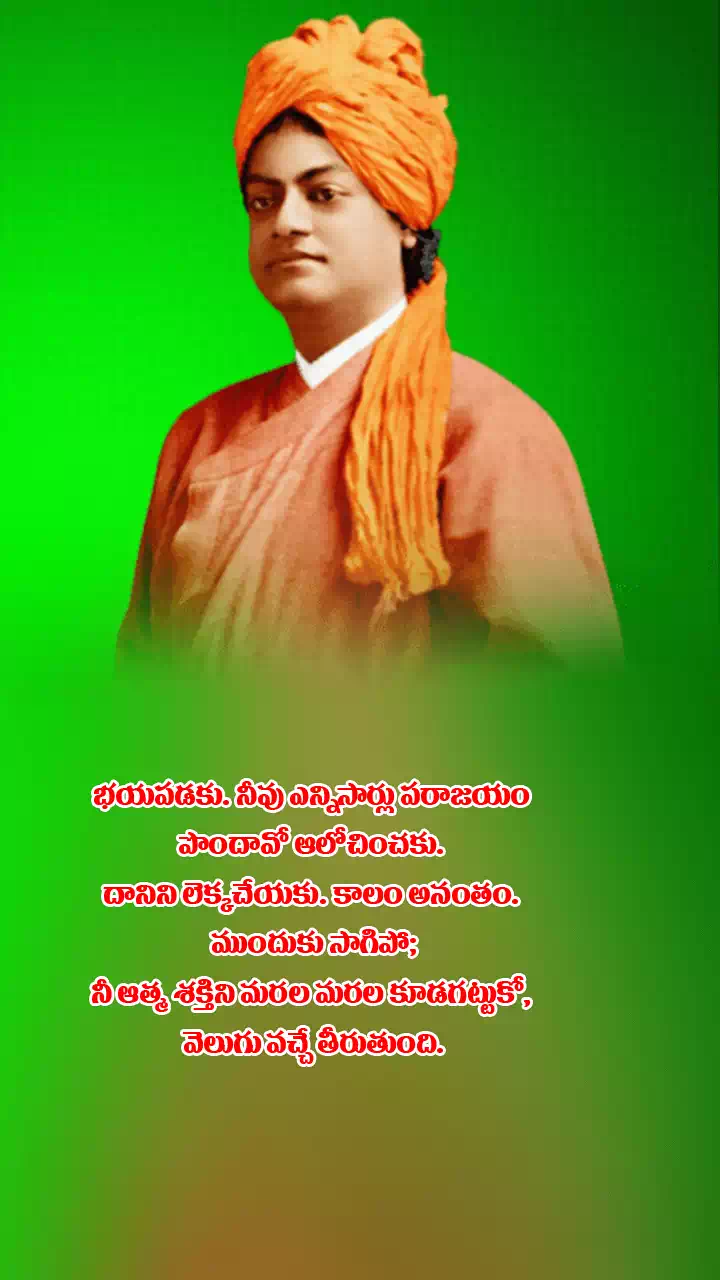 భయపడకు. నీవు ఎన్నిసార్లు పరాజయం
పొందావో ఆలోచించకు.
దానిని లెక్కచేయకు. కాలం అనంతం.
ముందుకు సాగిపో;
నీ ఆత్మ శక్తిని మరల మరల కూడగట్టుకో,
వెలుగు వచ్చే తీరుతుంది.